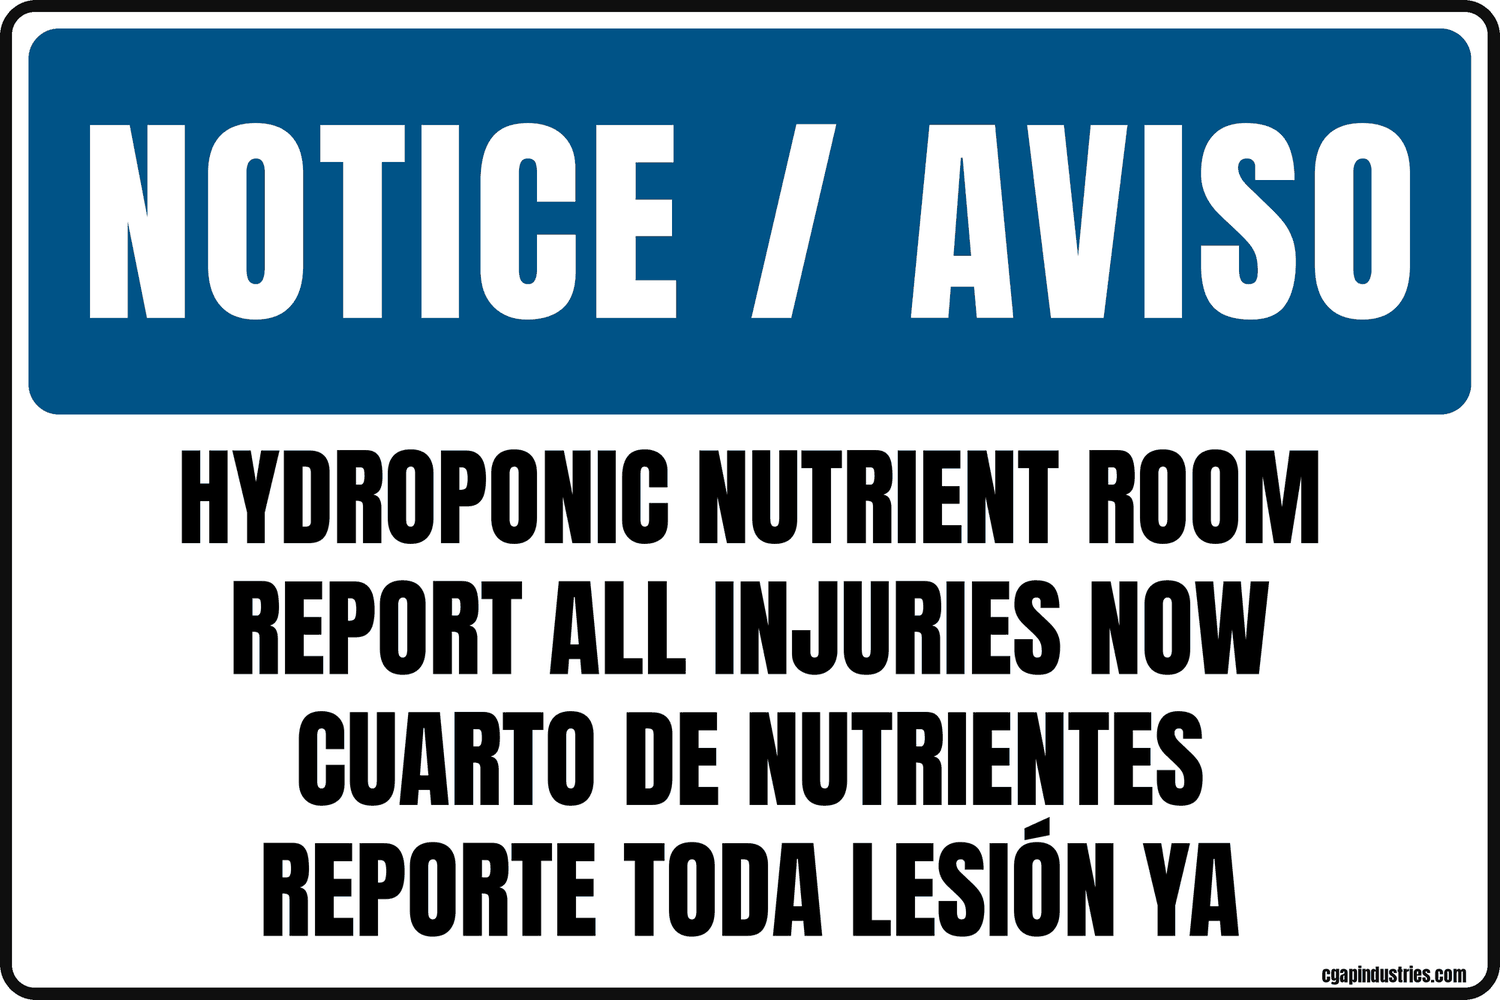 NOTICE / AVISO
HYDROPONIC NUTRIENT ROOM
REPORT ALL INJURIES NOW
CUARTO DE NUTRIENTES
REPORTE TODA LESIÓN YA
cgapindustries.com